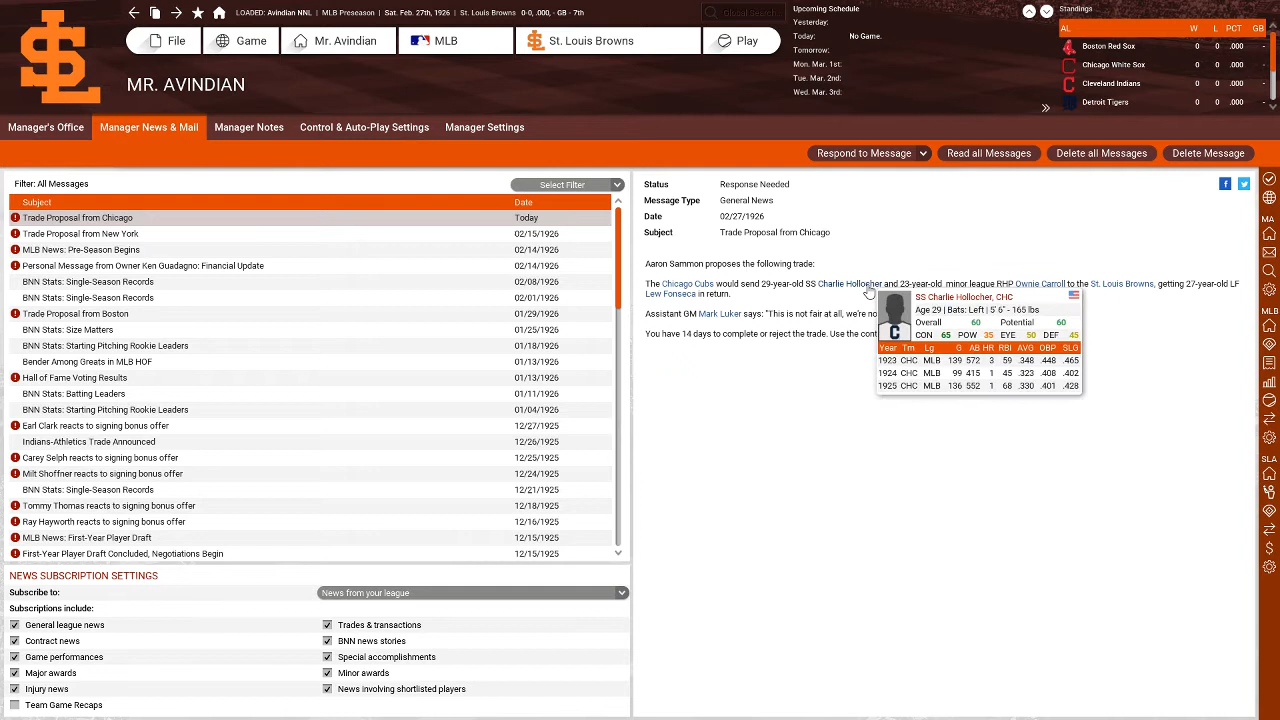 LOADED: Avindian NNL | MLB Preseason | Sat. Feb. 27th, 1926 | St. Louis Browns 0-0, .000, - GB - 7th
Global search...
File
Game
Mr. Avindian
MLB
St. Louis Browns
Play
MR. AVINDIAN
Upcoming Schedule
Yesterday:
Today: No Game.
Tomorrow:
Mon. Mar. 1st:
Tue. Mar. 2nd:
Wed. Mar. 3rd:
Standings
AL W L PCT GB
Boston Red Sox 0 0 .000 -
Chicago White Sox 0 0 .000 -
Cleveland Indians 0 0 .000 -
Detroit Tigers 0 0 .000 -
Manager's Office
Manager News & Mail
Manager Notes
Control & Auto-Play Settings
Manager Settings
Respond to Message
Read all Messages
Delete all Messages
Delete Message
Filter: All Messages
Select Filter
Subject Date
Trade Proposal from Chicago Today
Trade Proposal from New York 02/15/1926
MLB News: Pre-Season Begins 02/14/1926
Personal Message from Owner Ken Guadagno: Financial Update 02/14/1926
BNN Stats: Single-Season Records 02/08/1926
BNN Stats: Single-Season Records 02/01/1926
Trade Proposal from Boston 01/29/1926
BNN Stats: Size Matters 01/25/1926
BNN Stats: Starting Pitching Rookie Leaders 01/18/1926
Bender Among Greats in MLB HOF 01/13/1926
Hall of Fame Voting Results 01/13/1926
BNN Stats: Batting Leaders 01/11/1926
BNN Stats: Starting Pitching Rookie Leaders 01/04/1926
Earl Clark reacts to signing bonus offer 12/27/1925
Indians-Athletics Trade Announced 12/26/1925
Carey Selph reacts to signing bonus offer 12/25/1925
Milt Shoffner reacts to signing bonus offer 12/24/1925
BNN Stats: Single-Season Records 12/21/1925
Tommy Thomas reacts to signing bonus offer 12/18/1925
Ray Hayworth reacts to signing bonus offer 12/16/1925
MLB News: First-Year Player Draft 12/15/1925
First-Year Player Draft Concluded, Negotiations Begin 12/15/1925
NEWS SUBSCRIPTION SETTINGS
Subscribe to: News from your league
Subscriptions include:
General league news
Trades & transactions
Contract news
BNN news stories
Game performances
Special accomplishments
Major awards
Minor awards
Injury news
News involving shortlisted players
Team Game Recaps
Status Response Needed
Message Type General News
Date 02/27/1926
Subject Trade Proposal from Chicago
Aaron Sammon proposes the following trade:
The Chicago Cubs would send 29-year-old SS Charlie Hollocher and 23-year-old minor league RHP Ownie Carroll to the St. Louis Browns, getting 27-year-old LF
Lew Fonseca in return.
Assistant GM Mark Luker says: "This is not fair at all, we're no
You have 14 days to complete or reject the trade. Use the cont
SS Charlie Hollocher, CHC
Age 29 | Bats: Left | 5' 6" - 165 lbs
Overall 60 Potential 60
CON 65 POW 35 EYE 50 DEF 45
Year Tm Lg G AB HR RBI AVG OBP SLG
1923 CHC MLB 139 572 3 59 .348 .448 .465
1924 CHC MLB 99 415 1 45 .323 .402 .402
1925 CHC MLB 136 552 1 68 .330 .401 .428
MA
MLB
SLA